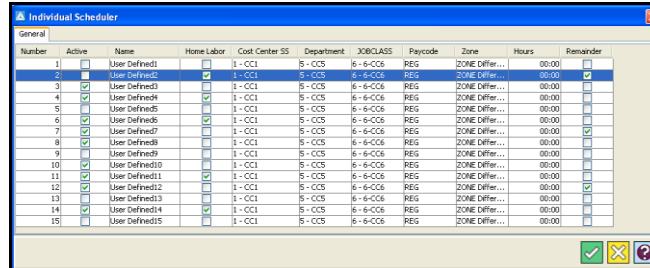 Individual Scheduler
General
Number Active Name Home Labor Cost Center SS Department JOBCLASS Paycode Zone Hours Remainder
1 User Defined1 1 - CC1 5 - CC5 6 - 6-CC6 REG ZONE Differ... 00:00
2 User Defined2 1 - CC1 5 - CC5 6 - 6-CC6 REG ZONE Differ... 00:00
3 User Defined3 1 - CC1 5 - CC5 6 - 6-CC6 REG ZONE Differ... 00:00
4 User Defined4 1 - CC1 5 - CC5 6 - 6-CC6 REG ZONE Differ... 00:00
5 User Defined5 1 - CC1 5 - CC5 6 - 6-CC6 REG ZONE Differ... 00:00
6 User Defined6 1 - CC1 5 - CC5 6 - 6-CC6 REG ZONE Differ... 00:00
7 User Defined7 1 - CC1 5 - CC5 6 - 6-CC6 REG ZONE Differ... 00:00
8 User Defined8 1 - CC1 5 - CC5 6 - 6-CC6 REG ZONE Differ... 00:00
9 User Defined9 1 - CC1 5 - CC5 6 - 6-CC6 REG ZONE Differ... 00:00
10 User Defined10 1 - CC1 5 - CC5 6 - 6-CC6 REG ZONE Differ... 00:00
11 User Defined11 1 - CC1 5 - CC5 6 - 6-CC6 REG ZONE Differ... 00:00
12 User Defined12 1 - CC1 5 - CC5 6 - 6-CC6 REG ZONE Differ... 00:00
13 User Defined13 1 - CC1 5 - CC5 6 - 6-CC6 REG ZONE Differ... 00:00
14 User Defined14 1 - CC1 5 - CC5 6 - 6-CC6 REG ZONE Differ... 00:00
15 User Defined15 1 - CC1 5 - CC5 6 - 6-CC6 REG ZONE Differ... 00:00
?